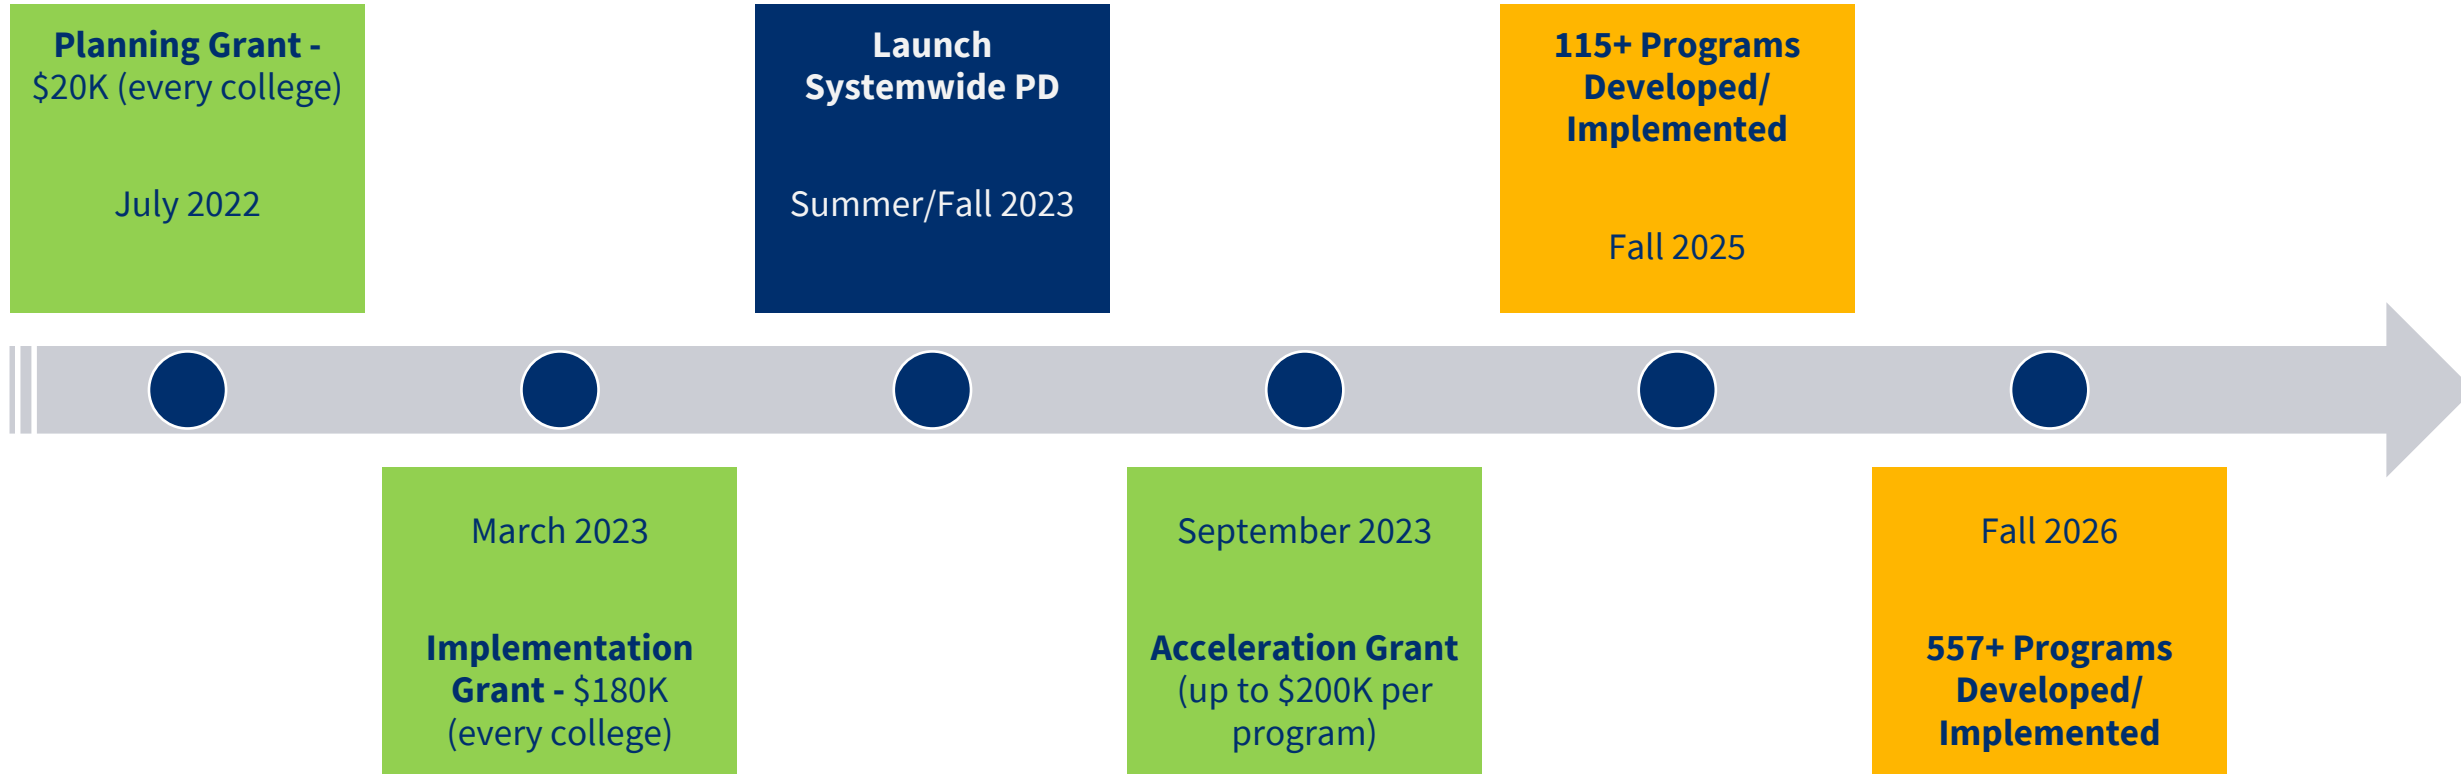 Planning Grant -
$20K (every college)
July 2022
March 2023
Implementation
Grant - $180K
(every college)
Launch
Systemwide PD
Summer/Fall 2023
September 2023
Acceleration Grant
(up to $200K per
program)
115+ Programs
Developed/
Implemented
Fall 2025
Fall 2026
557+ Programs
Developed/
Implemented